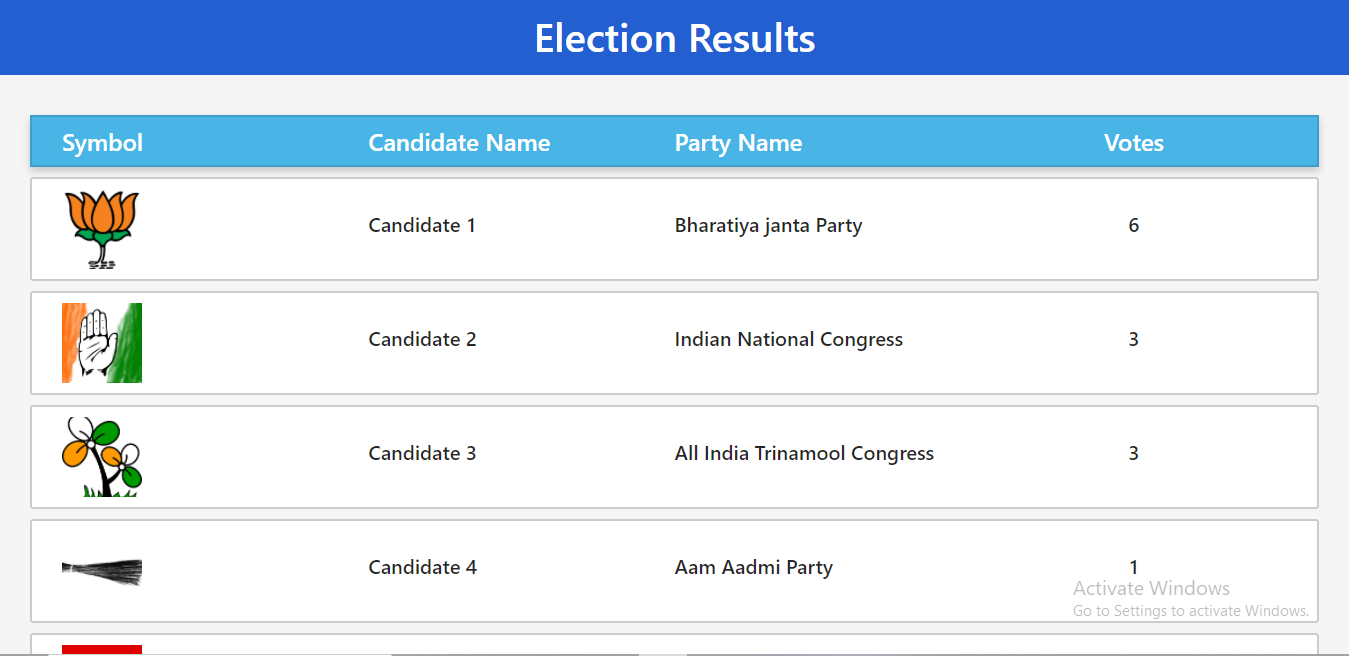 Election Results
Symbol Candidate Name Party Name Votes
Candidate 1 Bharatiya janta Party 6
Candidate 2 Indian National Congress 3
Candidate 3 All India Trinamool Congress 3
Candidate 4 Aam Aadmi Party 1
Activate Windows
Go to Settings to activate Windows.